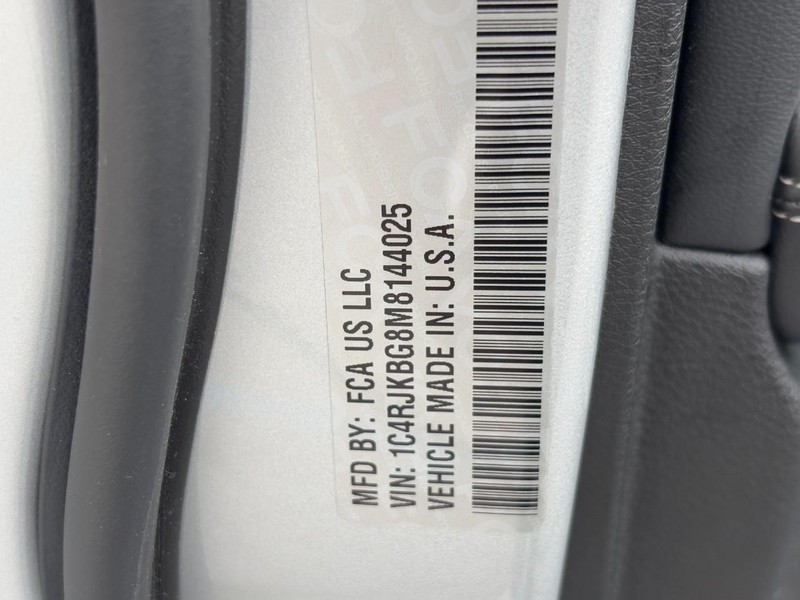 MFD BY: FCA US LLC
VIN: 1C4RJKBG8M8144025
VEHICLE MADE IN: U.S.A.